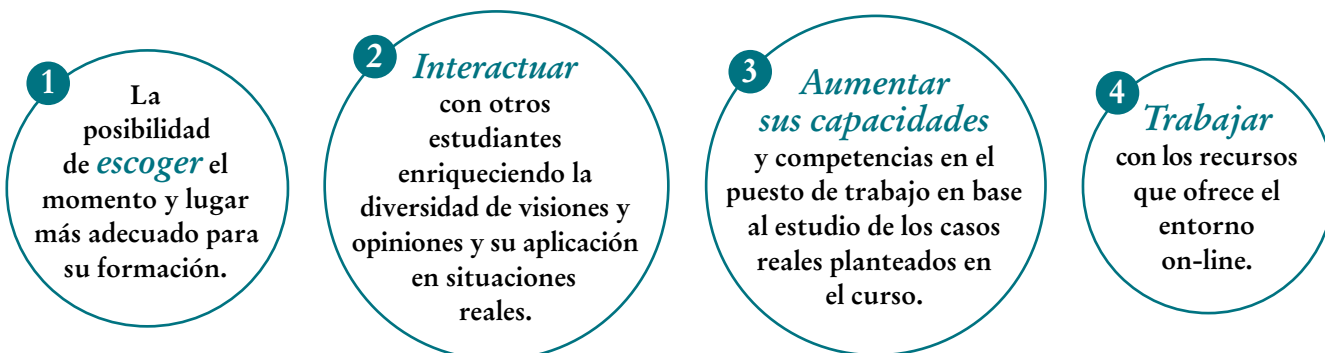 1
La
posibilidad
de escoger el
momento y lugar
más adecuado para
su formación.
2
Interactuar
con otros
estudiantes
enriqueciendo la
diversidad de visiones y
opiniones y su aplicación
en situaciones
reales.
3
Aumentar
sus capacidades
y competencias en el
puesto de trabajo en base
al estudio de los casos
reales planteados en
el curso.
4
Trabajar
con los recursos
que ofrece el
entorno
on-line.